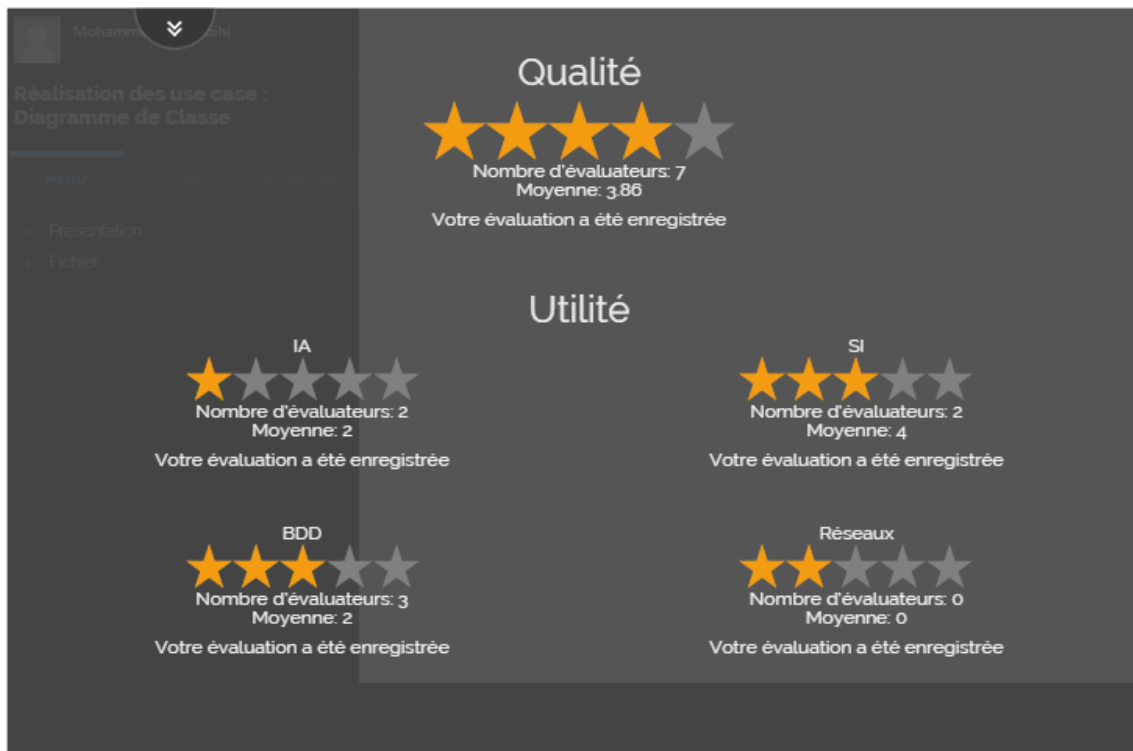 Réalisation des use case :
Diagramme de Classe
MENU
Présentation
Fichier
Qualité
Nombre d'évaluateurs: 7
Moyenne: 3.86
Votre évaluation a été enregistrée
Utilité
IA
Nombre d'évaluateurs: 2
Moyenne: 2
Votre évaluation a été enregistrée
SI
Nombre d'évaluateurs: 2
Moyenne: 4
Votre évaluation a été enregistrée
BDD
Nombre d'évaluateurs: 3
Moyenne: 2
Votre évaluation a été enregistrée
Réseaux
Nombre d'évaluateurs: 0
Moyenne: 0
Votre évaluation a été enregistrée